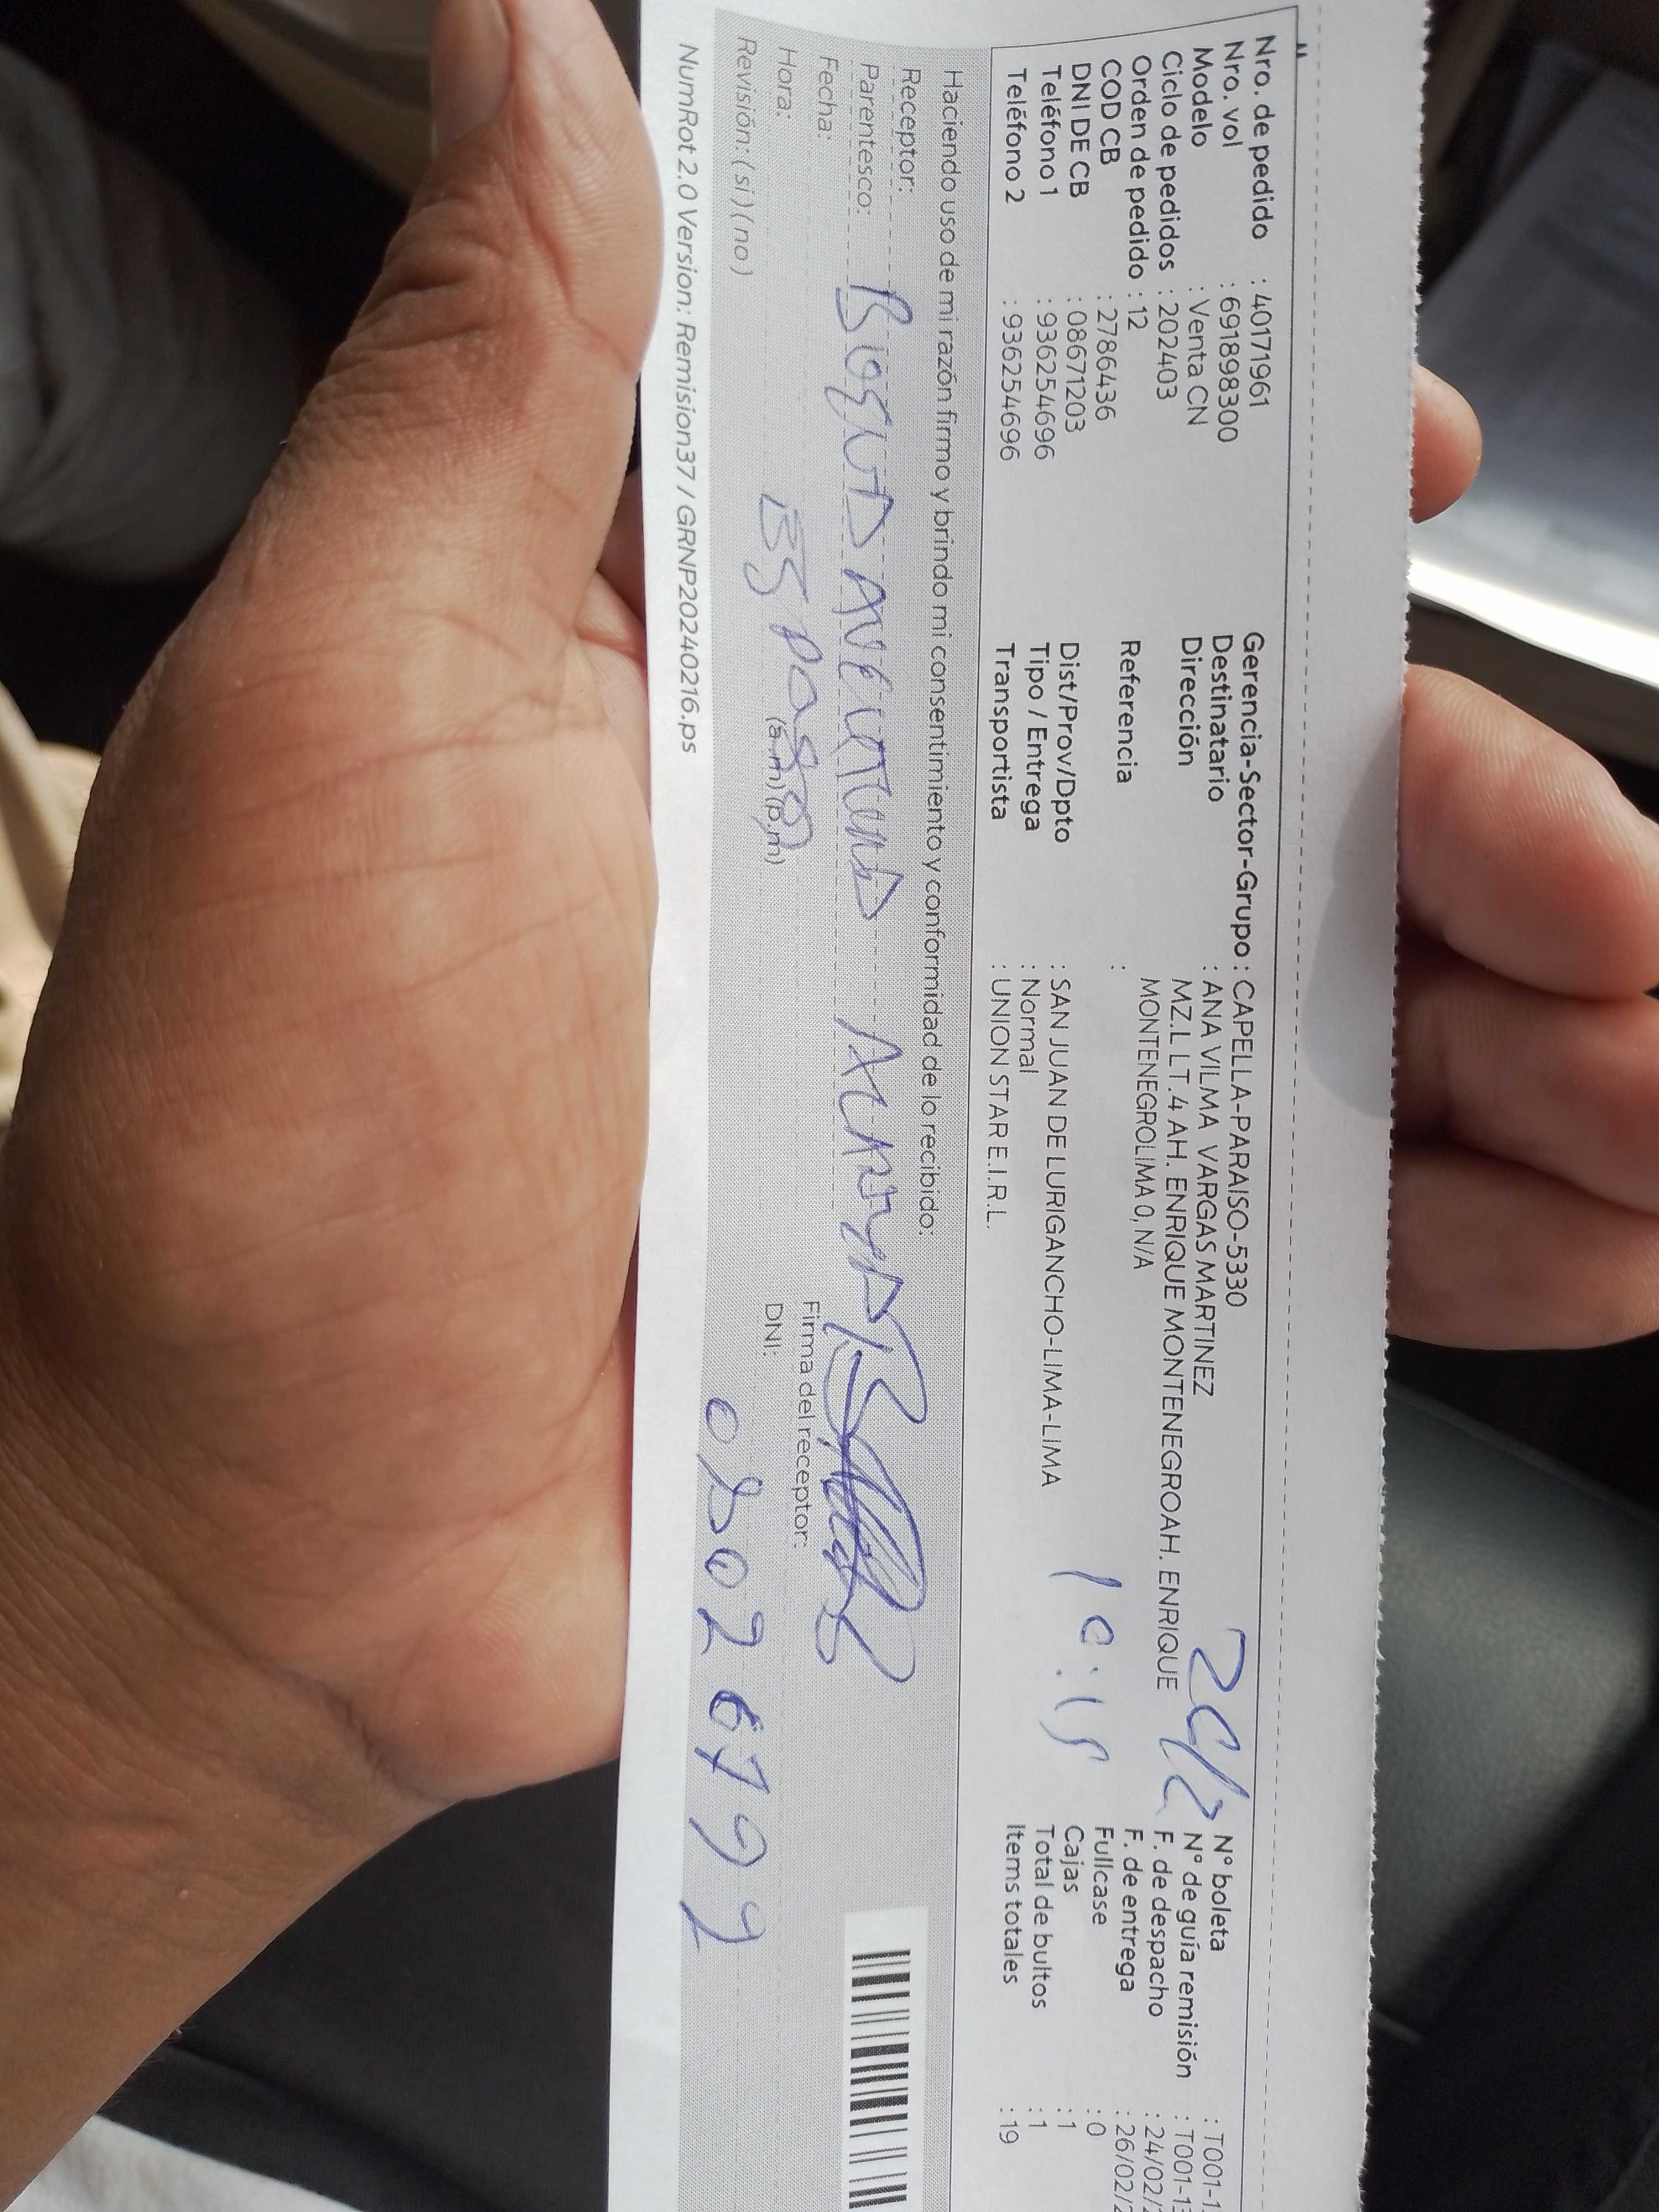 Nro. de pedido : 40171961
Nro. vol : 691898300
Modelo : Venta CN
Ciclo de pedidos : 202403
Orden de pedido : 12
COD CB : 2786436
DNI DE CB : 08671203
Teléfono 1 : 936254696
Teléfono 2 : 936254696
Gerencia-Sector-Grupo : CAPELLA-PARAISO-5330
Destinatario : ANA VILMA VARGAS MARTINEZ
Dirección : MZ.L LT.4 AH. ENRIQUE MONTENEGROAH. ENRIQUE
MONTENEGROLIMA 0, N/A
Referencia :
Dist/Prov/Dpto : SAN JUAN DE LURIGANCHO-LIMA-LIMA
Tipo / Entrega : Normal
Transportista : UNION STAR E.I.R.L.
10:15
N° boleta : T001-1
N° de guía remisión : T001-1
F. de despacho : 24/02/2
F. de entrega : 26/02/2
Fullcase : 0
Cajas : 1
Total de bultos : 1
Items totales : 19
Haciendo uso de mi razón firmo y brindo mi consentimiento y conformidad de lo recibido:
Receptor:
Parentesco:
Fecha:
Hora: (a.m) (p.m)
Revisión: (si) (no)
Firma del receptor:
DNI:
NumRot 2.0 Version: Remision37 / GRNP20240216.ps